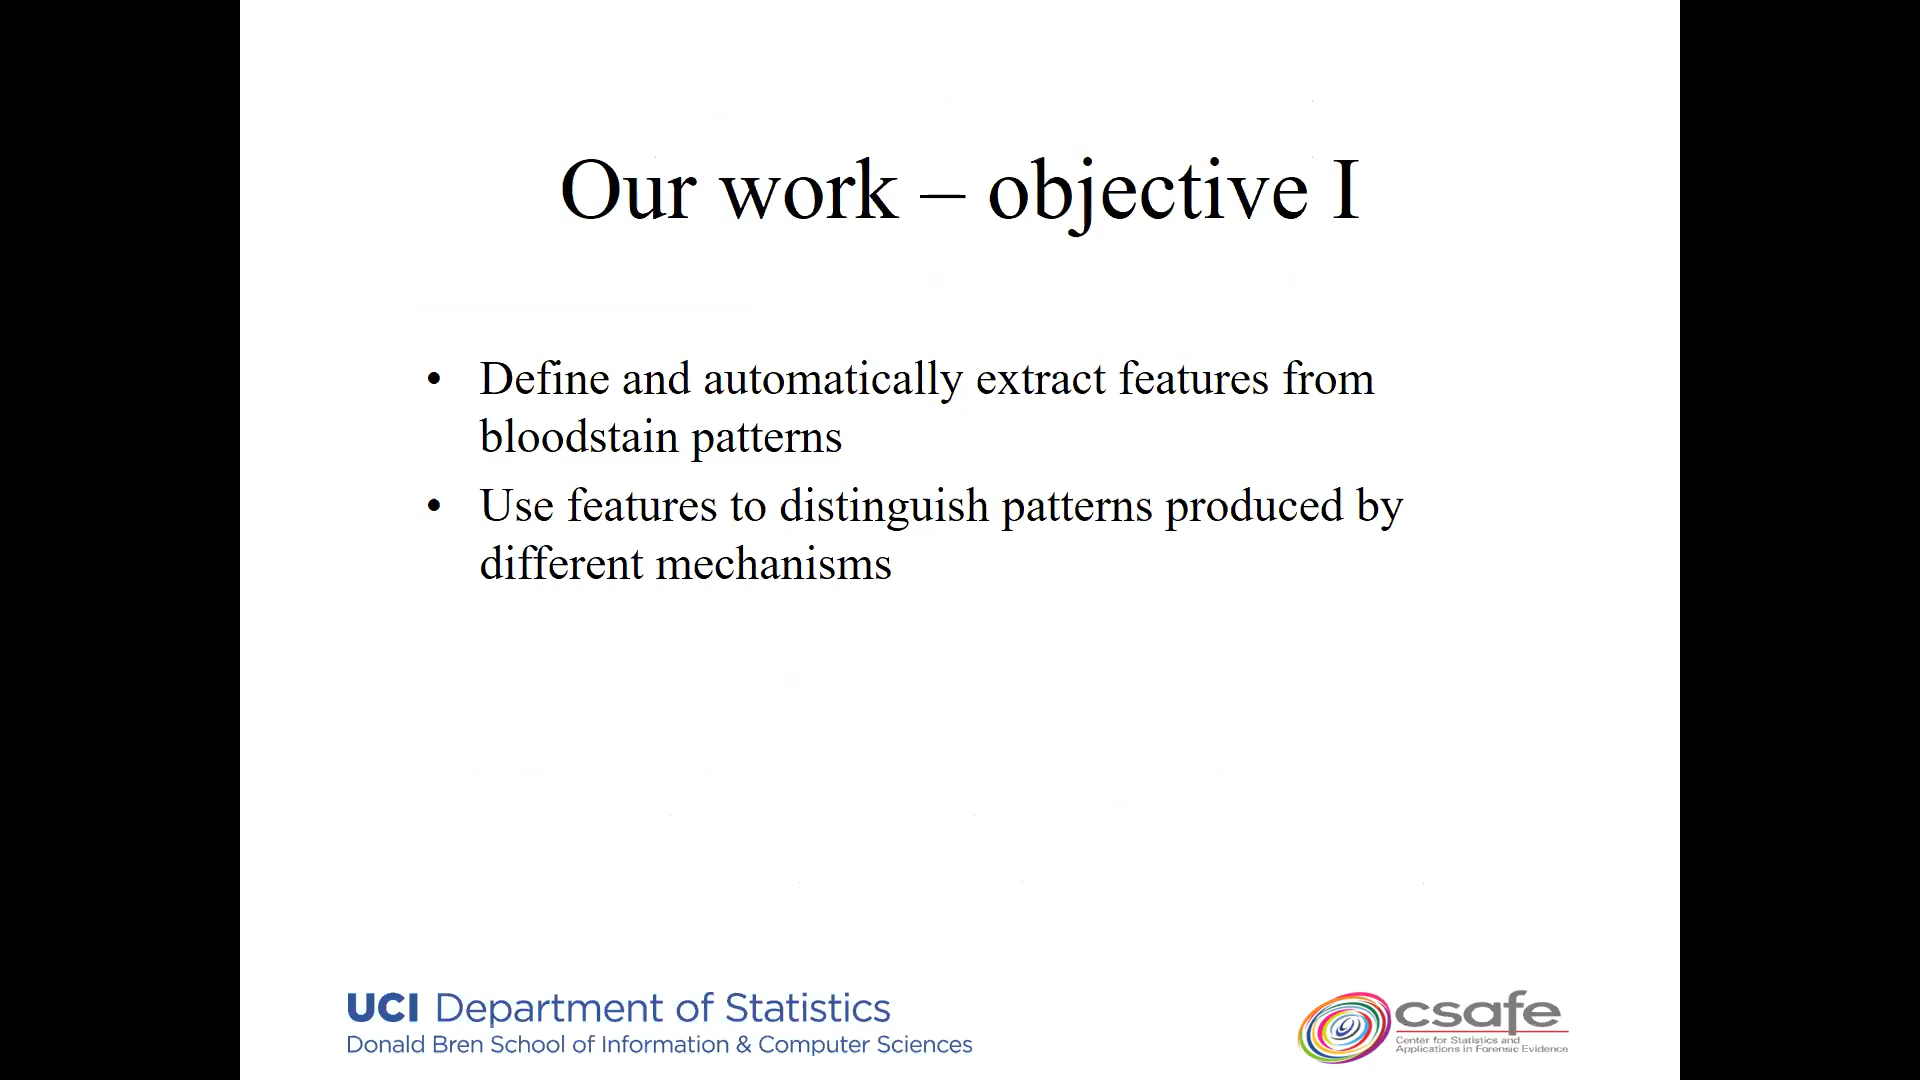 Our work – objective I
• Define and automatically extract features from
bloodstain patterns
• Use features to distinguish patterns produced by
different mechanisms
UCI Department of Statistics
Donald Bren School of Information & Computer Sciences
csafe
Center for Statistics and
Applications in Forensic Evidence